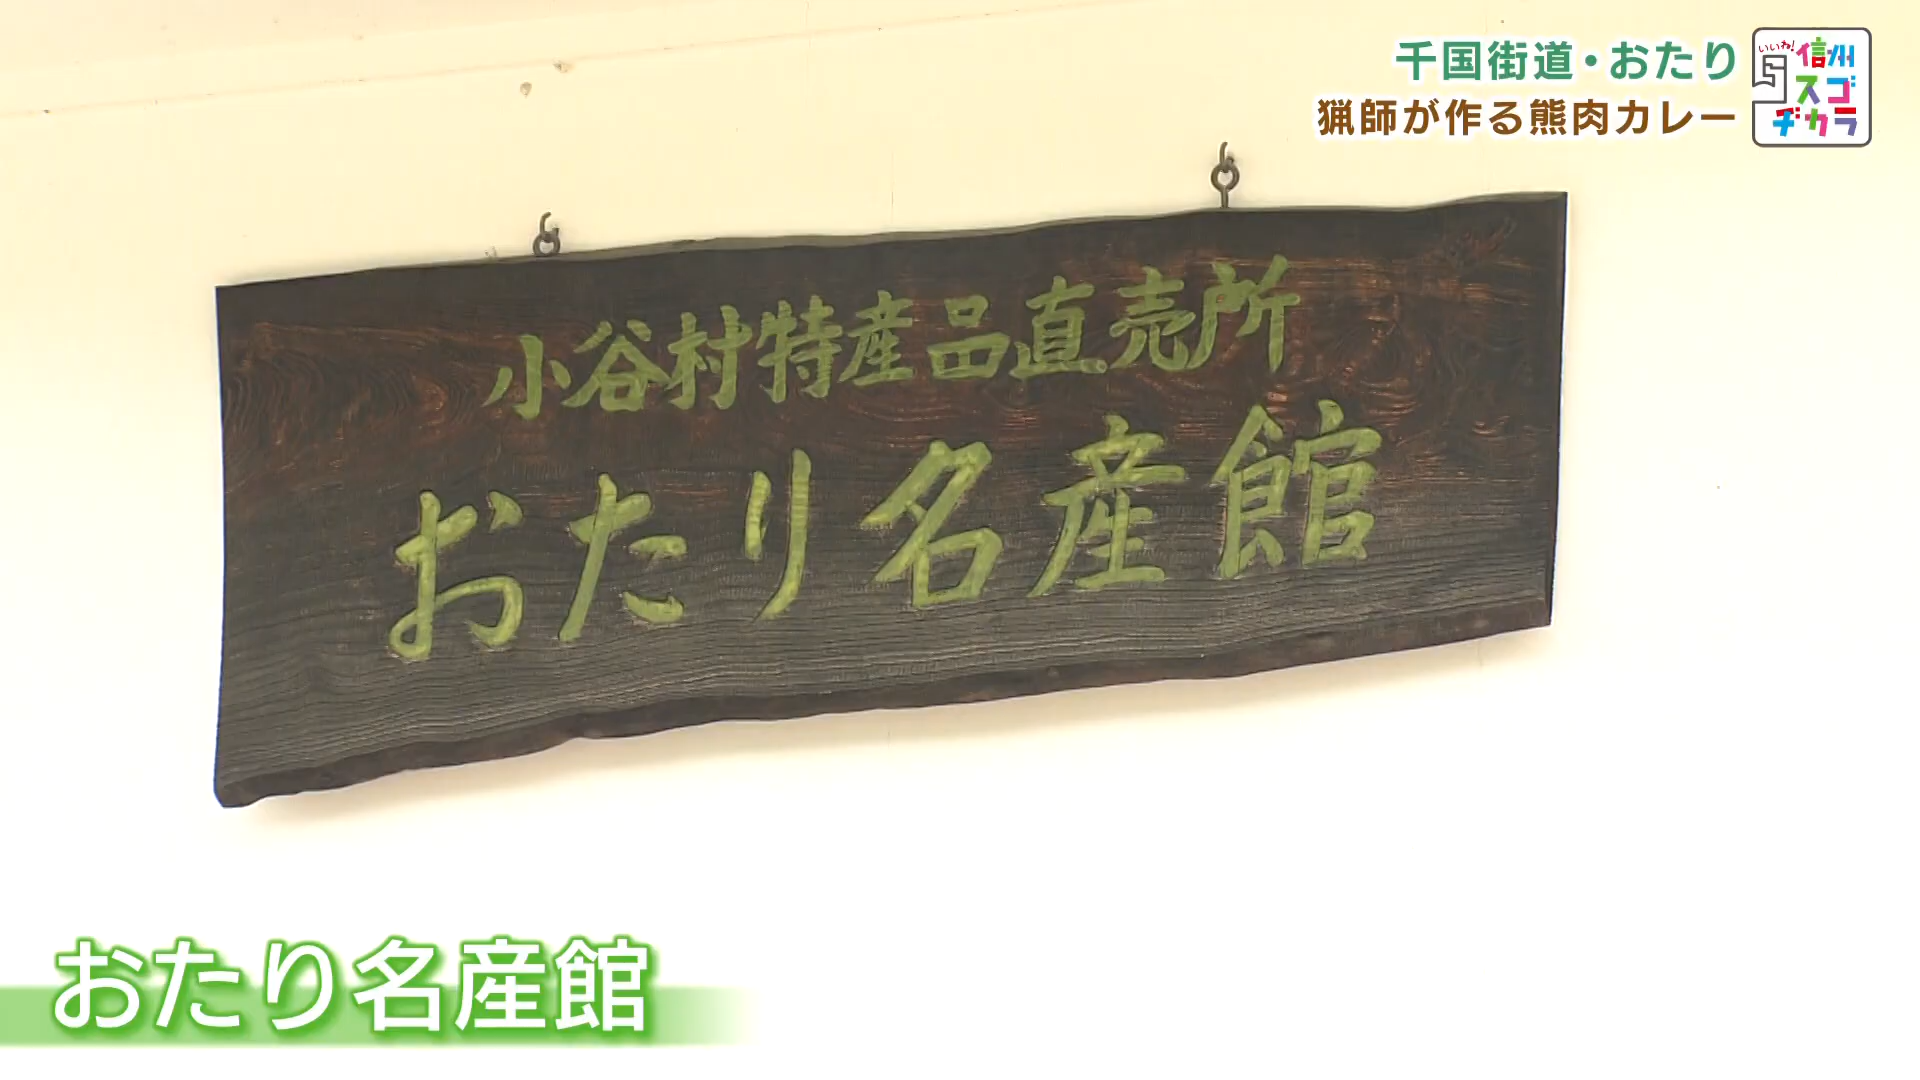 千国街道・おたり
猟師が作る熊肉カレー
いいね!
信州
スゴ
ヂカラ
小谷村特産品直売所
おたり名産館
おたり名産館